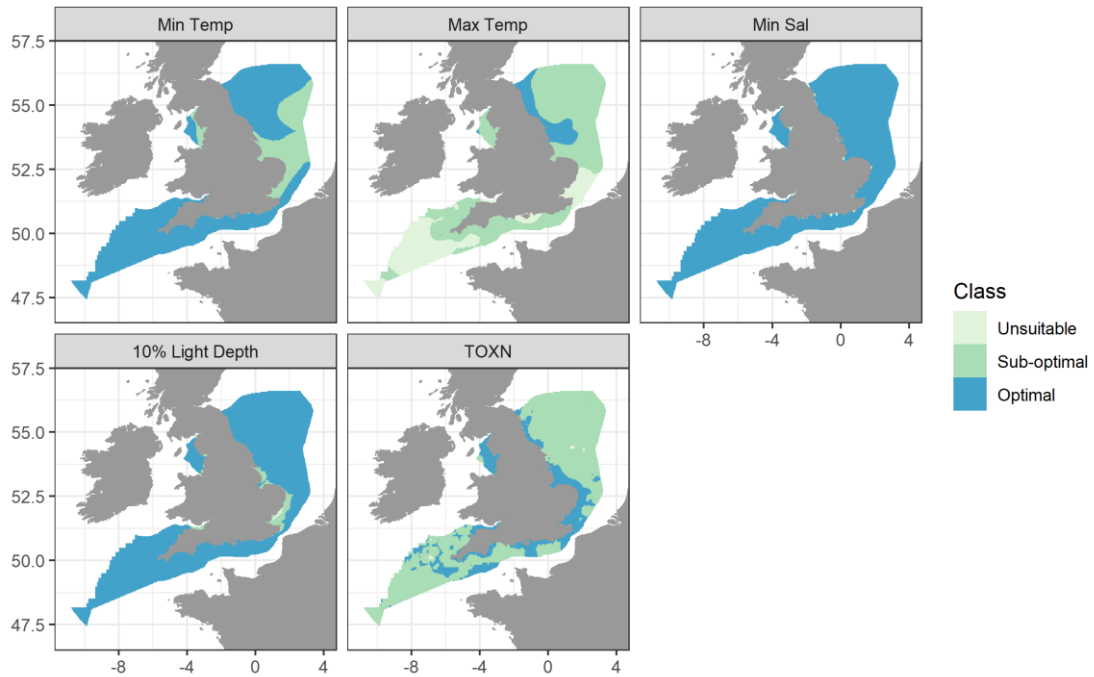 Min Temp
Max Temp
Min Sal
57.5
55.0
52.5
50.0
47.5
-8
-4
0
4
10% Light Depth
TOXN
57.5
55.0
52.5
50.0
47.5
-8
-4
0
4
-8
-4
0
4
Class
Unsuitable
Sub-optimal
Optimal